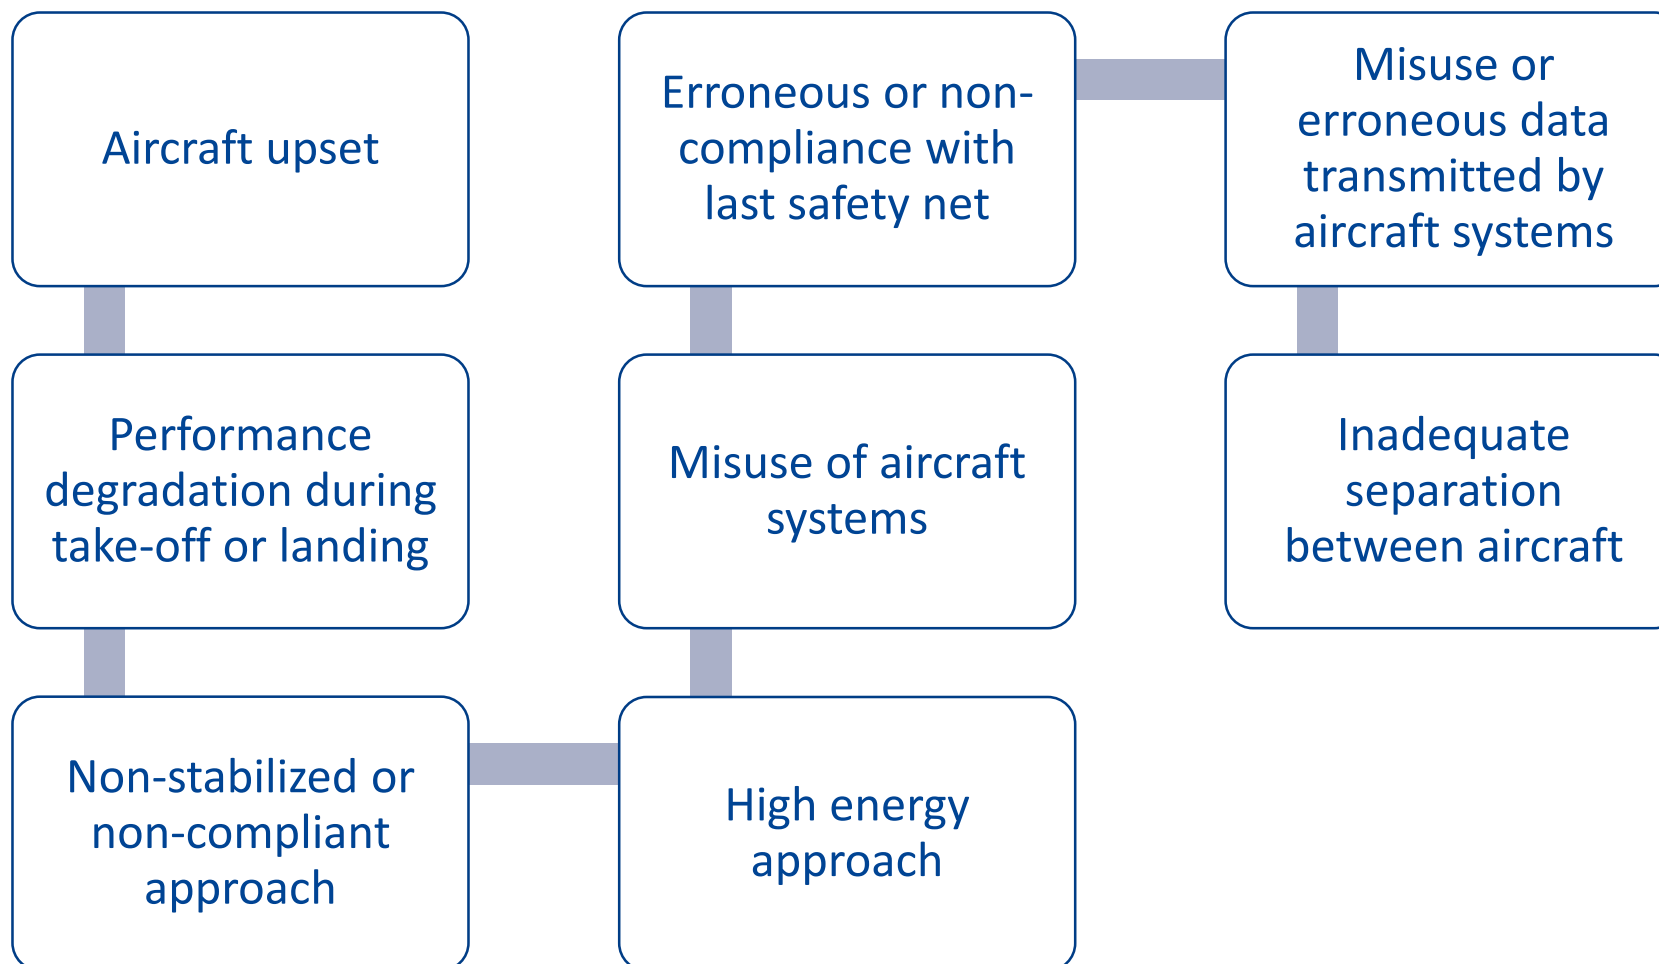 Aircraft upset
Performance
degradation during
take-off or landing
Non-stabilized or
non-compliant
approach
High energy
approach
Misuse of aircraft
systems
Erroneous or non-
compliance with
last safety net
Misuse or
erroneous data
transmitted by
aircraft systems
Inadequate
separation
between aircraft